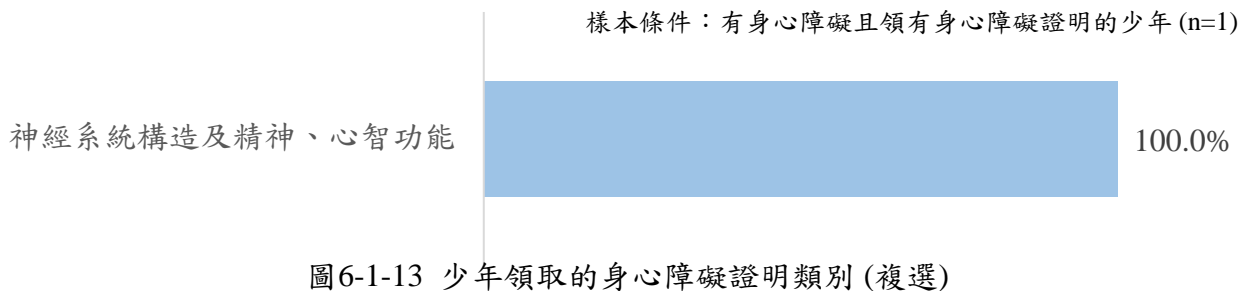 樣本條件：有身心障礙且領有身心障礙證明的少年 (n=1)
神經系統構造及精神、心智功能
100.0%
圖6-1-13 少年領取的身心障礙證明類別 (複選)